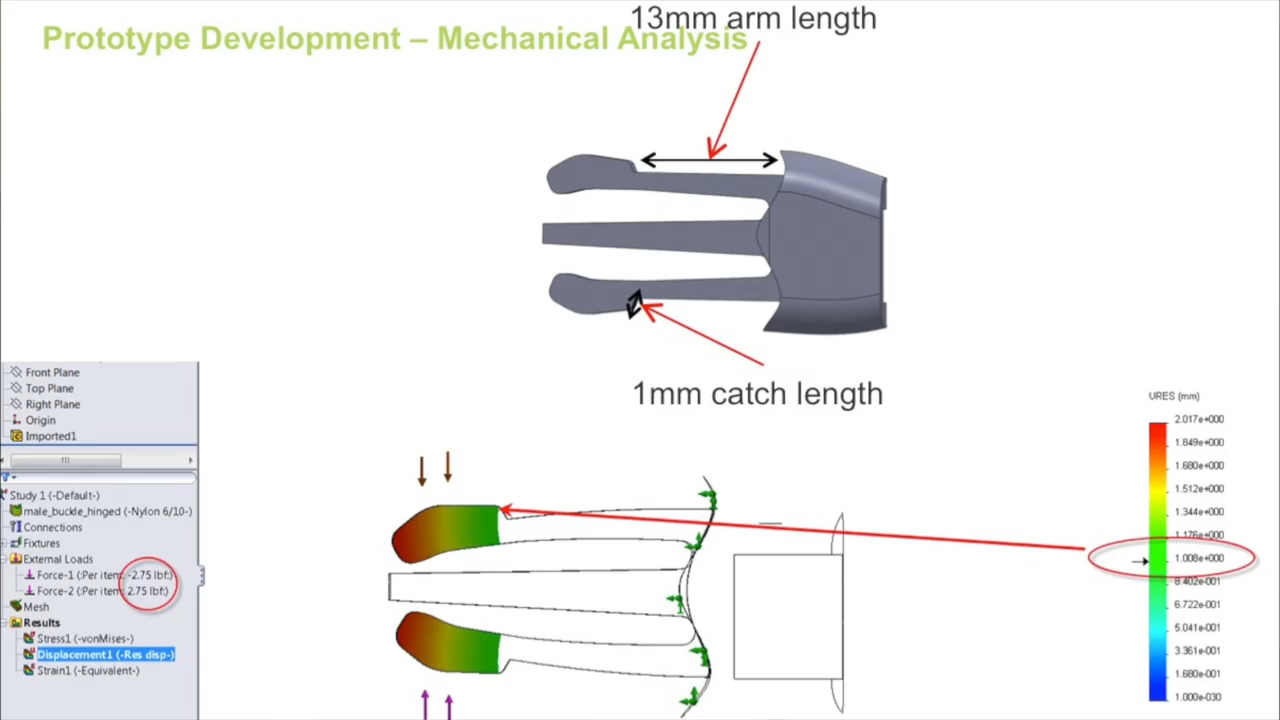 13mm arm length
Prototype Development – Mechanical Analysis
1mm catch length
Front Plane
Top Plane
Right Plane
Origin
Imported1
Study 1 (-Default-)
male_buckle_hinged (-Nylon 6/10-)
Connections
Fixtures
External Loads
Force-1 (:Per item: -2.75 lbf:)
Force-2 (:Per item: 2.75 lbf:)
Mesh
Results
Stress1 (-vonMises-)
Displacement1 (-Res disp-)
Strain1 (-Equivalent-)
URES (mm)
2.017e+000
1.849e+000
1.680e+000
1.512e+000
1.344e+000
1.176e+000
1.008e+000
8.402e-001
6.722e-001
5.041e-001
3.361e-001
1.680e-001
1.000e-030